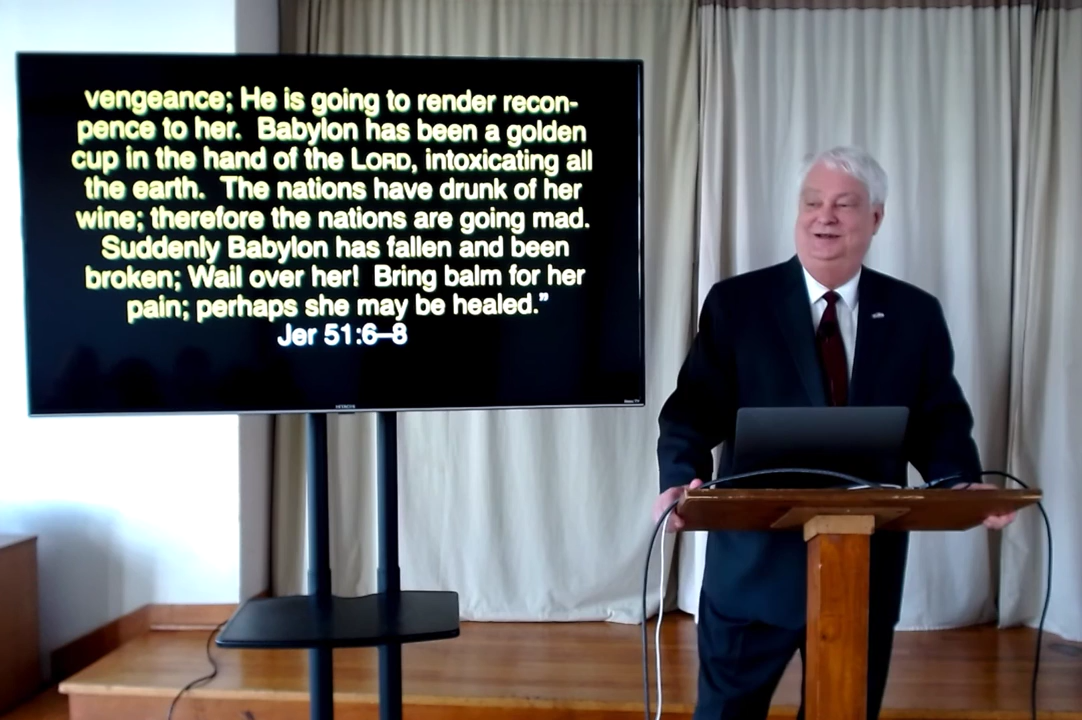 vengeance; He is going to render recon-
pence to her.  Babylon has been a golden
cup in the hand of the LORD, intoxicating all
the earth.  The nations have drunk of her
wine; therefore the nations are going mad.
Suddenly Babylon has fallen and been
broken; Wail over her!  Bring balm for her
pain; perhaps she may be healed.”
Jer 51:6–8
HITACHI
Roku TV